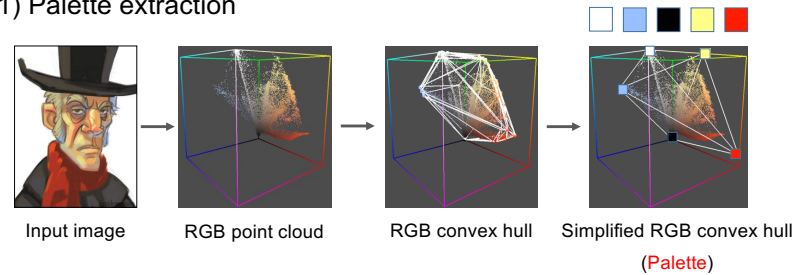 1) Palette extraction
Input image
RGB point cloud
RGB convex hull
Simplified RGB convex hull
(Palette)